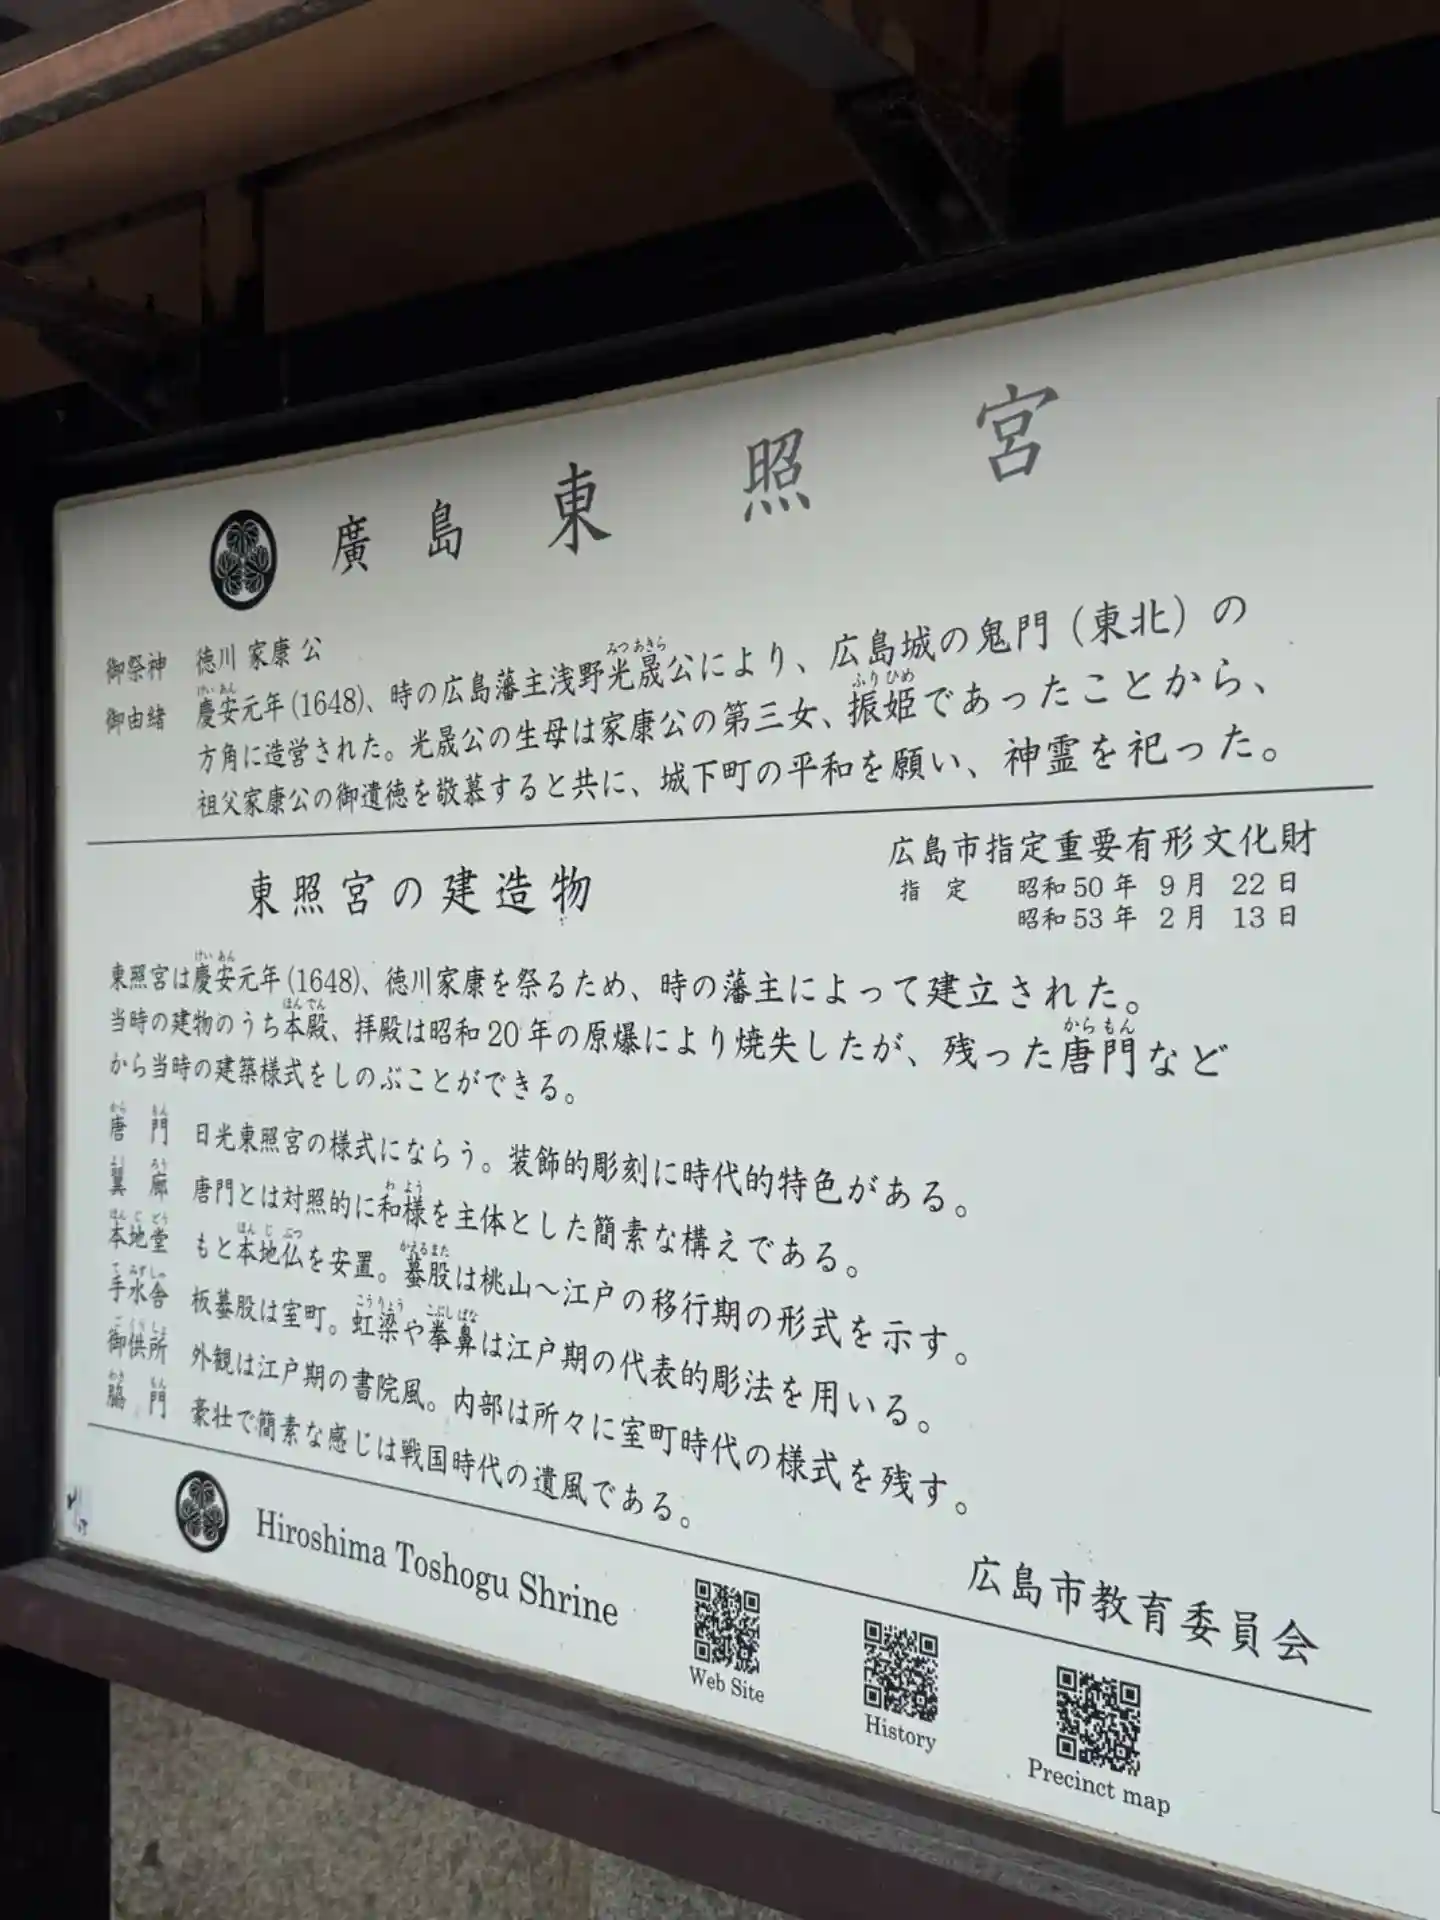 廣島東照宮
御祭神 徳川家康公
御由緒 慶安元年(1648)、時の広島藩主浅野光晟公により、広島城の鬼門(東北)の
方角に造営された。光晟公の生母は家康公の第三女、振姫であったことから、
祖父家康公の御遺徳を敬慕すると共に、城下町の平和を願い、神霊を祀った。
東照宮の建造物
広島市指定重要有形文化財
指定 昭和50年 9月 22日
昭和53年 2月 13日
東照宮は慶安元年(1648)、徳川家康を祭るため、時の藩主によって建立された。
当時の建物のうち本殿、拝殿は昭和20年の原爆により焼失したが、残った唐門など
から当時の建築様式をしのぶことができる。
唐門 日光東照宮の様式にならう。装飾的彫刻に時代的特色がある。
翼廊 唐門とは対照的に和様を主体とした簡素な構えである。
本地堂 もと本地仏を安置。蟇股は桃山〜江戸の移行期の形式を示す。
手水舎 板蟇股は室町。虹梁や拳鼻は江戸期の代表的彫法を用いる。
御供所 外観は江戸期の書院風。内部は所々に室町時代の様式を残す。
脇門 豪壮で簡素な感じは戦国時代の遺風である。
広島市教育委員会
Hiroshima Toshogu Shrine
Web Site
History
Precinct map